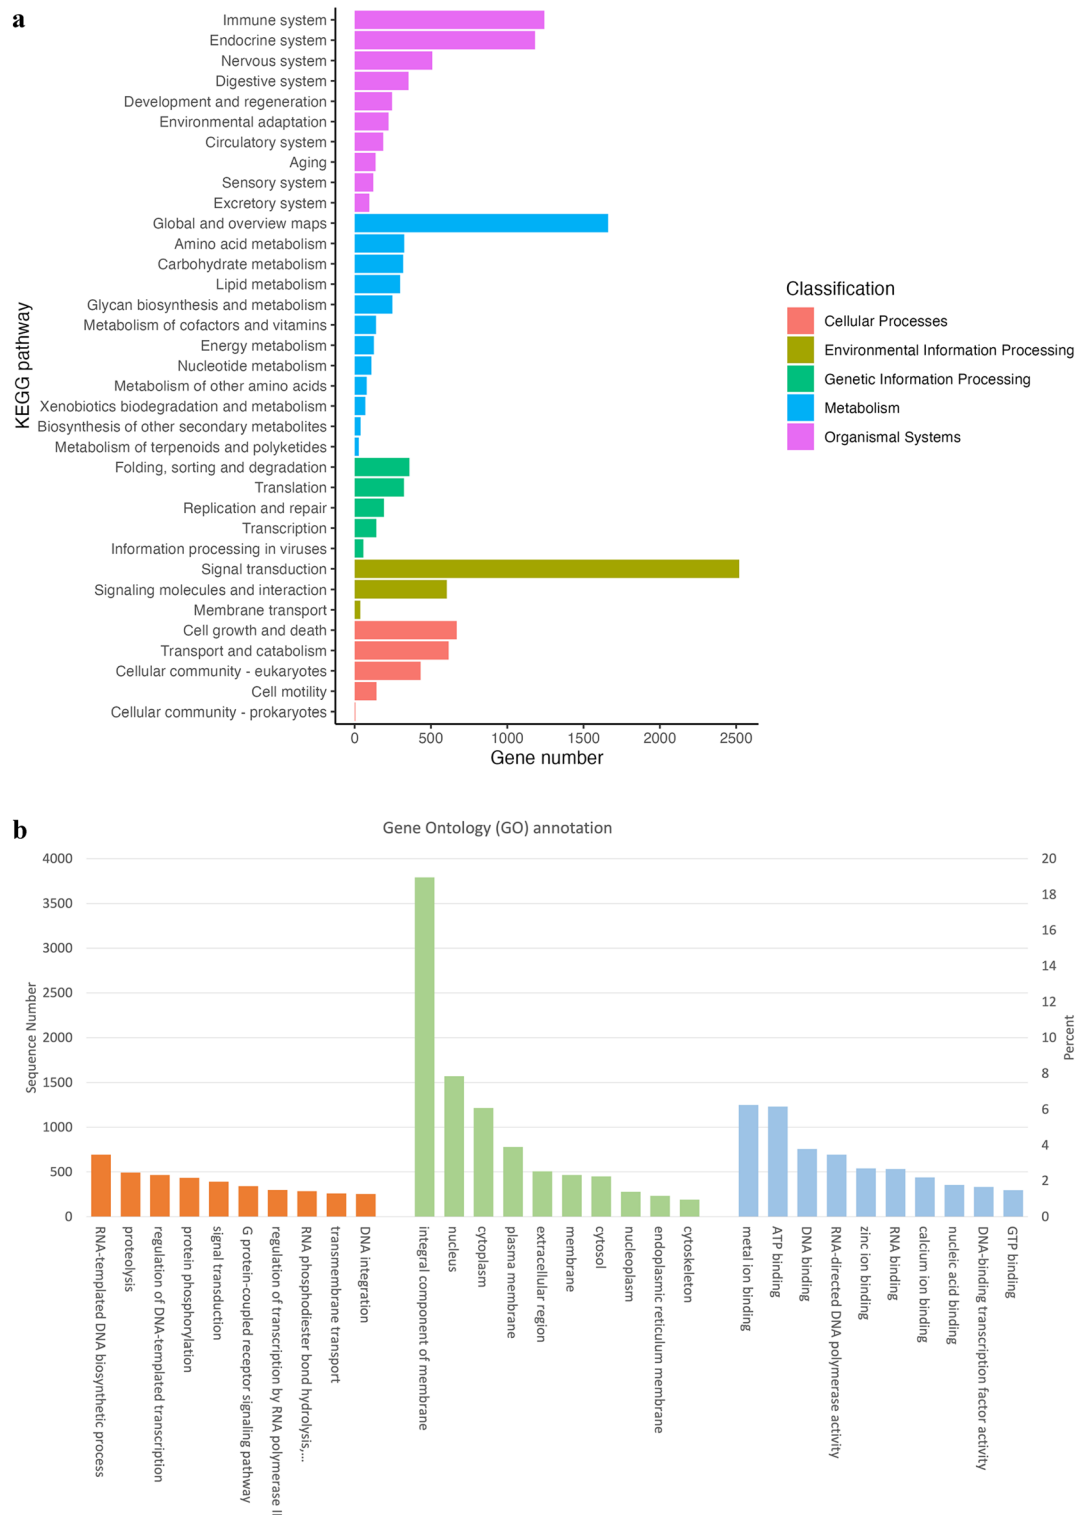 a
Immune system
Endocrine system
Nervous system
Digestive system
Development and regeneration
Environmental adaptation
Circulatory system
Aging
Sensory system
Excretory system
Global and overview maps
Amino acid metabolism
Carbohydrate metabolism
Lipid metabolism
Glycan biosynthesis and metabolism
Metabolism of cofactors and vitamins
Energy metabolism
Nucleotide metabolism
Metabolism of other amino acids
Xenobiotics biodegradation and metabolism
Biosynthesis of other secondary metabolites
Metabolism of terpenoids and polyketides
Folding, sorting and degradation
Translation
Replication and repair
Transcription
Information processing in viruses
Signal transduction
Signaling molecules and interaction
Membrane transport
Cell growth and death
Transport and catabolism
Cellular community - eukaryotes
Cell motility
Cellular community - prokaryotes
KEGG pathway
0 500 1000 1500 2000 2500
Gene number
Classification
Cellular Processes
Environmental Information Processing
Genetic Information Processing
Metabolism
Organismal Systems
b
Gene Ontology (GO) annotation
Sequence Number
4000
3500
3000
2500
2000
1500
1000
500
0
20
18
16
14
12
10
8
6
4
2
0
Percent
RNA-templated DNA biosynthetic process
proteolysis
regulation of DNA-templated transcription
protein phosphorylation
signal transduction
G protein-coupled receptor signaling pathway
regulation of transcription by RNA polymerase II
RNA phosphodiester bond hydrolysis,...
transmembrane transport
DNA integration
integral component of membrane
nucleus
cytoplasm
plasma membrane
extracellular region
membrane
cytosol
nucleoplasm
endoplasmic reticulum membrane
cytoskeleton
metal ion binding
ATP binding
DNA binding
RNA-directed DNA polymerase activity
zinc ion binding
RNA binding
calcium ion binding
nucleic acid binding
DNA-binding transcription factor activity
GTP binding